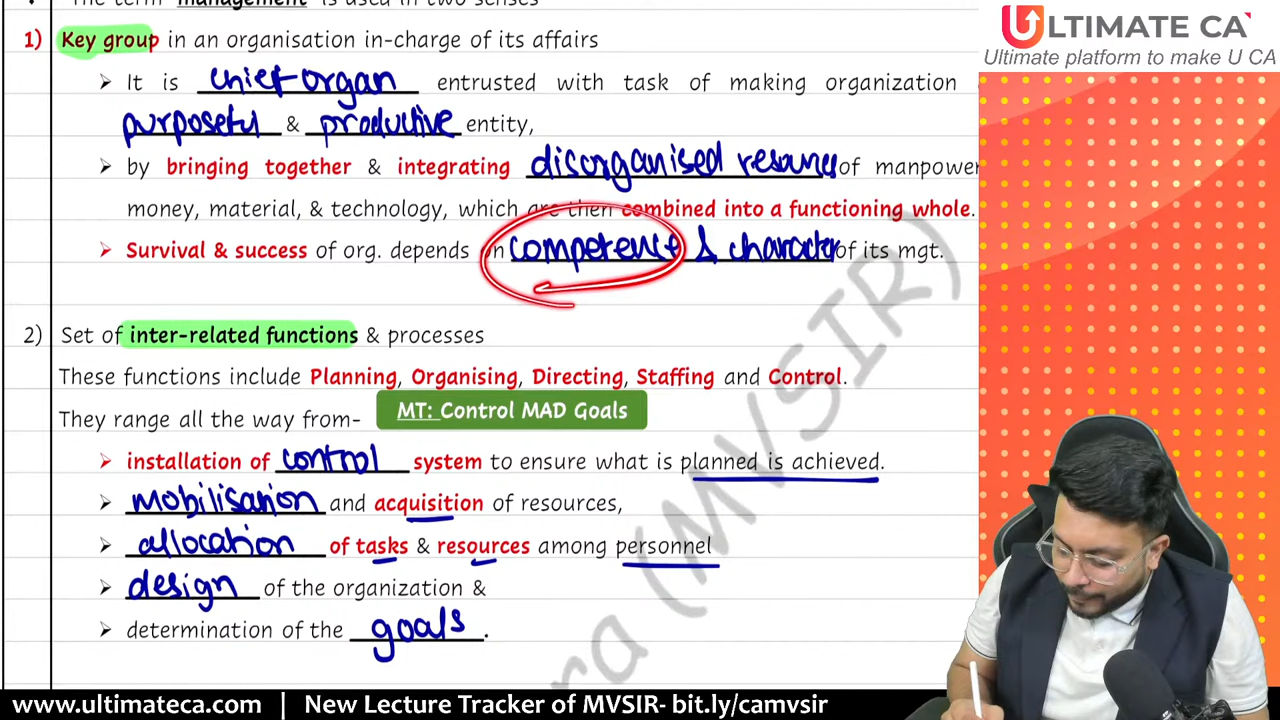 The term management is used in two senses
1) Key group in an organisation in-charge of its affairs
➤ It is chief organ entrusted with task of making organization
purposeful & productive entity,
➤ by bringing together & integrating disorganised resources of manpower
money, material, & technology, which are then combined into a functioning whole.
➤ Survival & success of org. depends on competence & character of its mgt.
2) Set of inter-related functions & processes
These functions include Planning, Organising, Directing, Staffing and Control.
They range all the way from-
MT: Control MAD Goals
➤ installation of control system to ensure what is planned is achieved.
➤ mobilisation and acquisition of resources,
➤ allocation of tasks & resources among personnel
➤ design of the organization &
➤ determination of the goals.
ra (MVSIR)
ULTIMATE CA
Ultimate platform to make U CA
www.ultimateca.com | New Lecture Tracker of MVSIR- bit.ly/camvsir